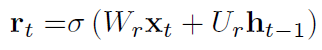 r_t = σ (W_r x_t + U_r h_{t−1})